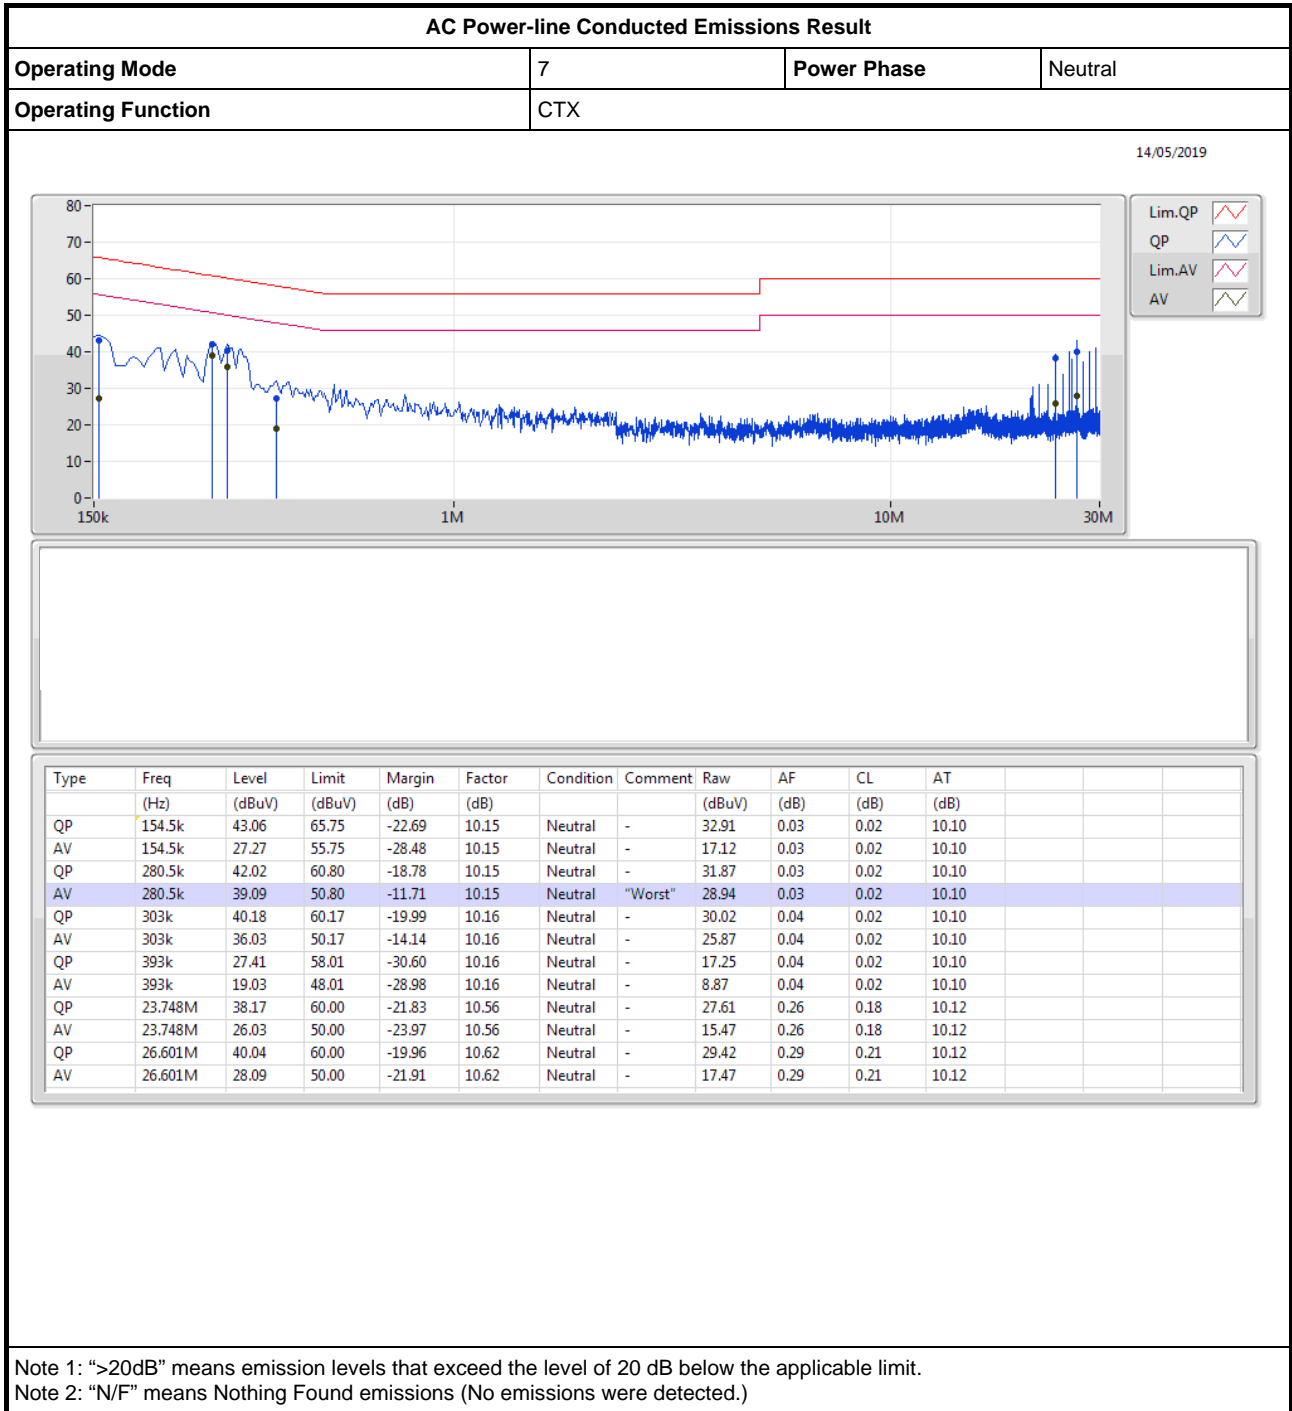 AC Power-line Conducted Emissions Result
Operating Mode 7 Power Phase Neutral
Operating Function CTX
14/05/2019
80
70
60
50
40
30
20
10
0
150k 1M 10M 30M
Lim.QP
QP
Lim.AV
AV
Type Freq Level Limit Margin Factor Condition Comment Raw AF CL AT
(Hz) (dBuV) (dBuV) (dB) (dB) (dBuV) (dB) (dB) (dB)
QP 154.5k 43.06 65.75 -22.69 10.15 Neutral - 32.91 0.03 0.02 10.10
AV 154.5k 27.27 55.75 -28.48 10.15 Neutral - 17.12 0.03 0.02 10.10
QP 280.5k 42.02 60.80 -18.78 10.15 Neutral - 31.87 0.03 0.02 10.10
AV 280.5k 39.09 50.80 -11.71 10.15 Neutral "Worst" 28.94 0.03 0.02 10.10
QP 303k 40.18 60.17 -19.99 10.16 Neutral - 30.02 0.04 0.02 10.10
AV 303k 36.03 50.17 -14.14 10.16 Neutral - 25.87 0.04 0.02 10.10
QP 393k 27.41 58.01 -30.60 10.16 Neutral - 17.25 0.04 0.02 10.10
AV 393k 19.03 48.01 -28.98 10.16 Neutral - 8.87 0.04 0.02 10.10
QP 23.748M 38.17 60.00 -21.83 10.56 Neutral - 27.61 0.26 0.18 10.12
AV 23.748M 26.03 50.00 -23.97 10.56 Neutral - 15.47 0.26 0.18 10.12
QP 26.601M 40.04 60.00 -19.96 10.62 Neutral - 29.42 0.29 0.21 10.12
AV 26.601M 28.09 50.00 -21.91 10.62 Neutral - 17.47 0.29 0.21 10.12
Note 1: “>20dB” means emission levels that exceed the level of 20 dB below the applicable limit.
Note 2: “N/F” means Nothing Found emissions (No emissions were detected.)